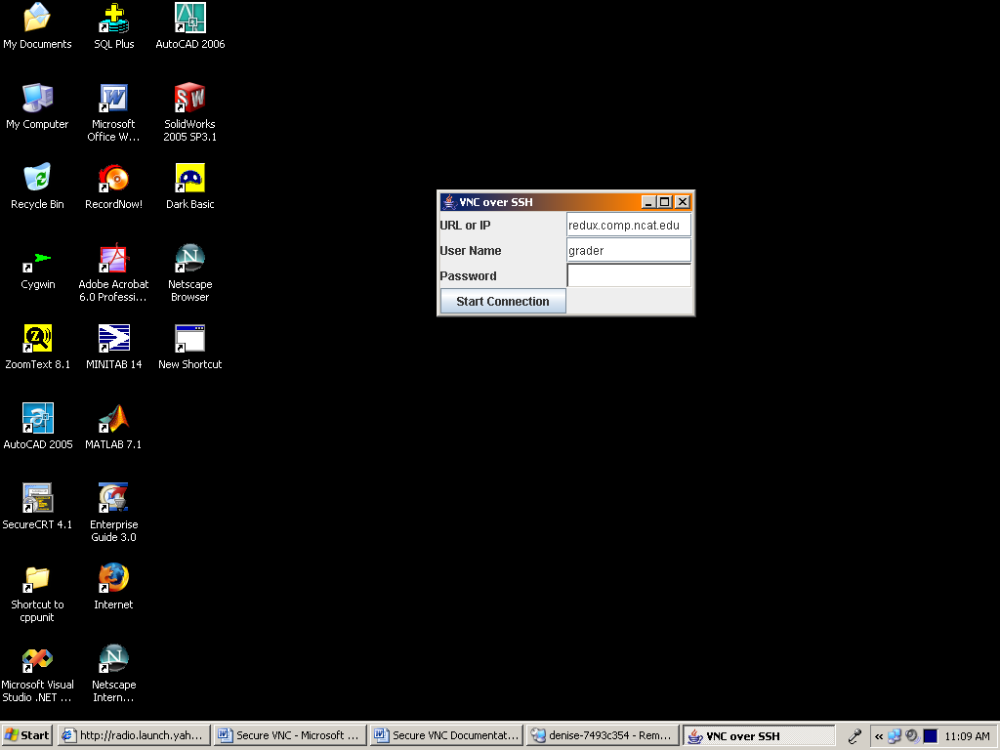 My Documents
SQL Plus
AutoCAD 2006
My Computer
Microsoft
Office W...
SolidWorks
2005 SP3.1
Recycle Bin
RecordNow!
Dark Basic
Cygwin
Adobe Acrobat
6.0 Professi...
Netscape
Browser
ZoomText 8.1
MINITAB 14
New Shortcut
AutoCAD 2005
MATLAB 7.1
SecureCRT 4.1
Enterprise
Guide 3.0
Shortcut to
cppunit
Internet
Microsoft Visual
Studio .NET ...
Netscape
Intern...
VNC over SSH
URL or IP
redux.comp.ncat.edu
User Name
grader
Password
Start Connection
Start
http://radio.launch.yah...
Secure VNC - Microsoft ...
Secure VNC Documentat...
denise-7493c354 - Rem...
VNC over SSH
«
11:09 AM